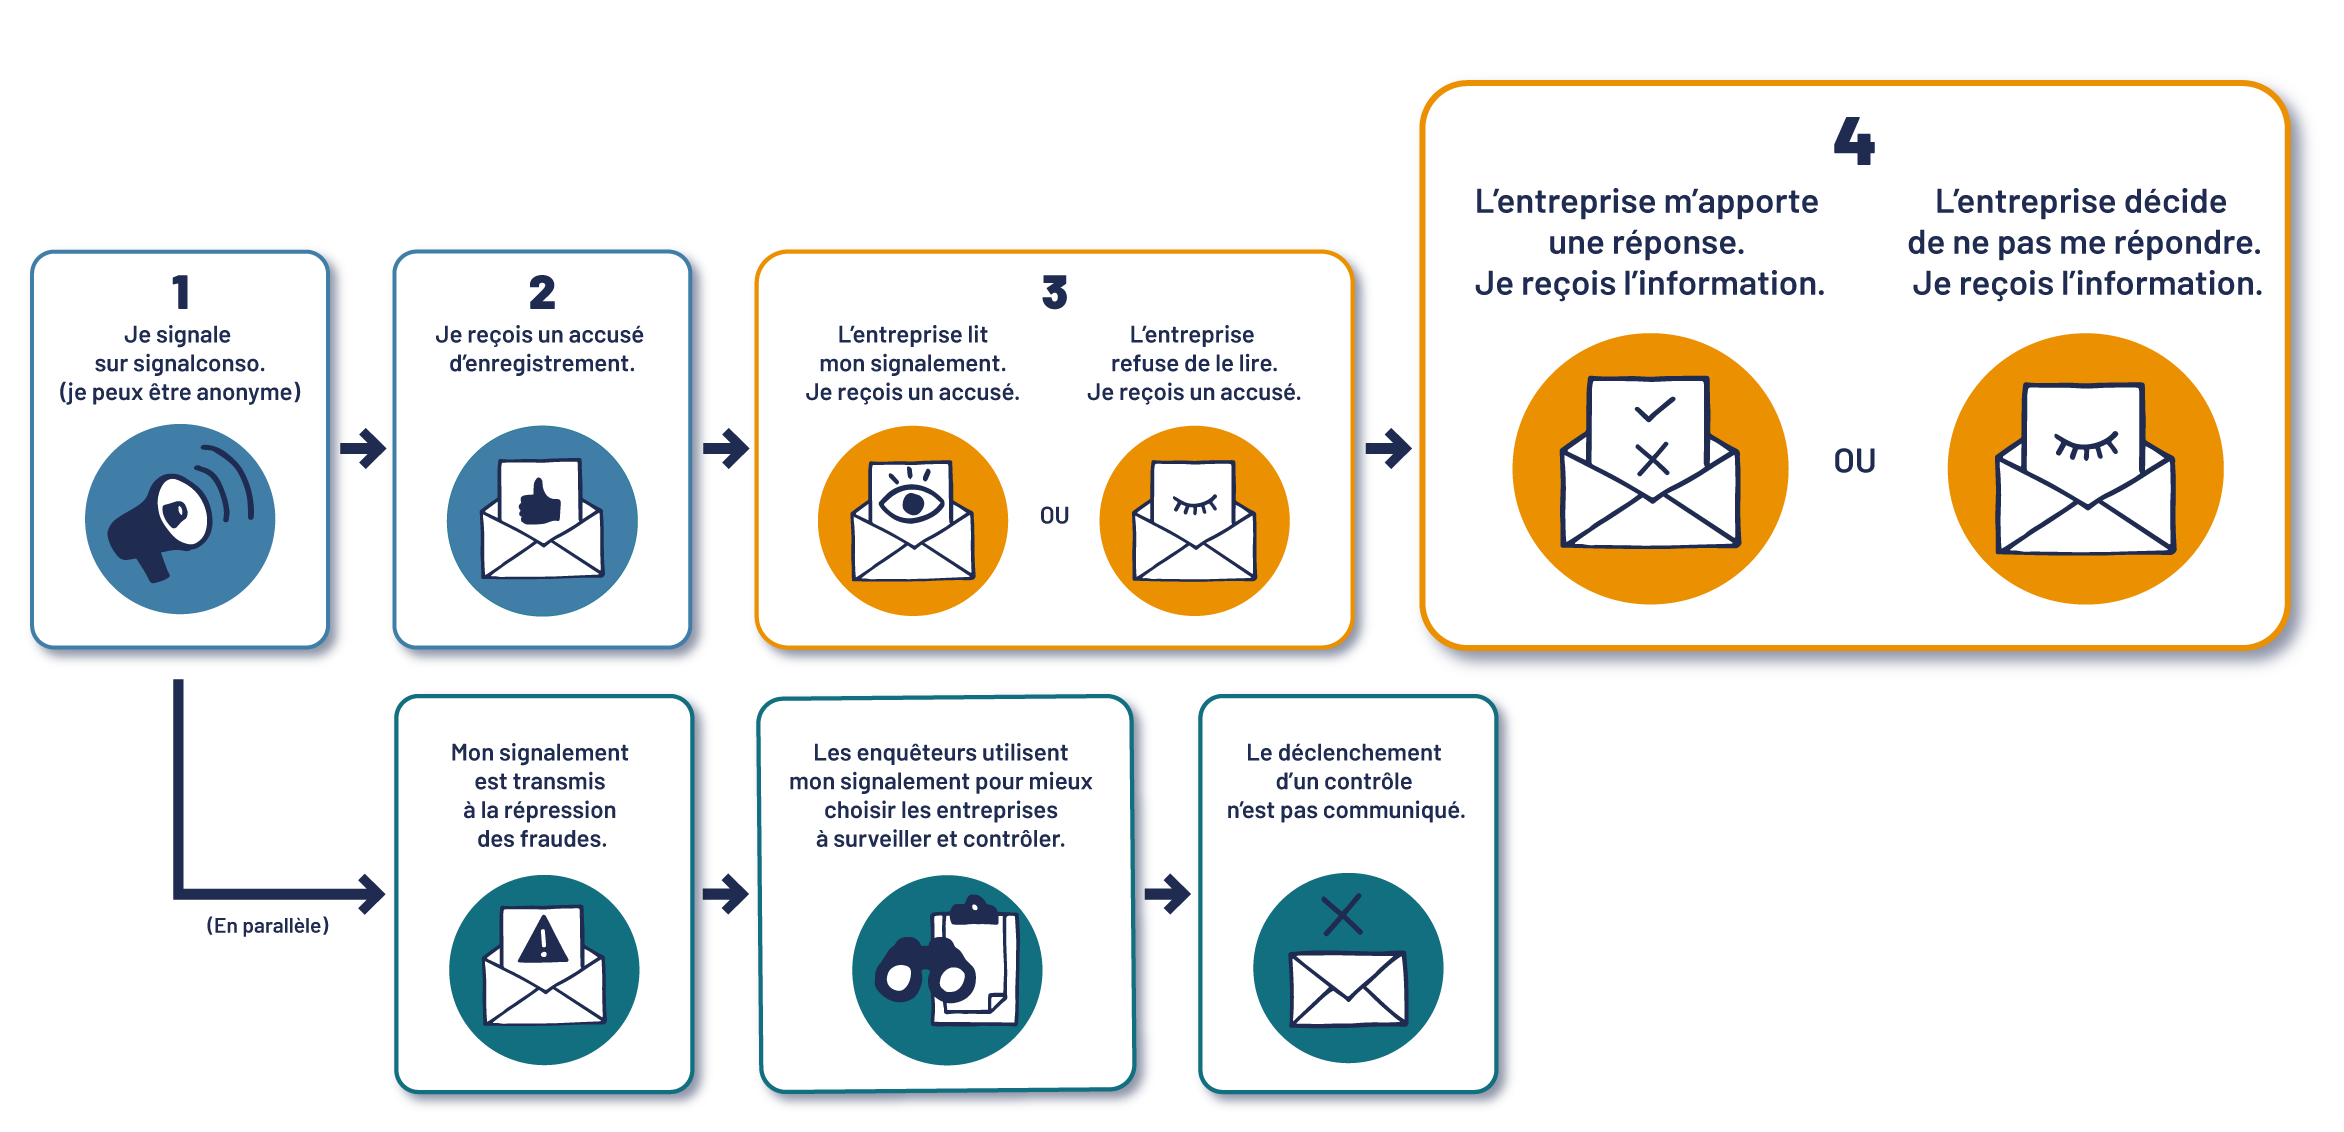 1
Je signale
sur signalconso.
(je peux être anonyme)
2
Je reçois un accusé
d’enregistrement.
3
L’entreprise lit
mon signalement.
Je reçois un accusé.
OU
L’entreprise
refuse de le lire.
Je reçois un accusé.
4
L’entreprise m’apporte
une réponse.
Je reçois l’information.
OU
L’entreprise décide
de ne pas me répondre.
Je reçois l’information.
(En parallèle)
Mon signalement
est transmis
à la répression
des fraudes.
Les enquêteurs utilisent
mon signalement pour mieux
choisir les entreprises
à surveiller et contrôler.
Le déclenchement
d’un contrôle
n’est pas communiqué.